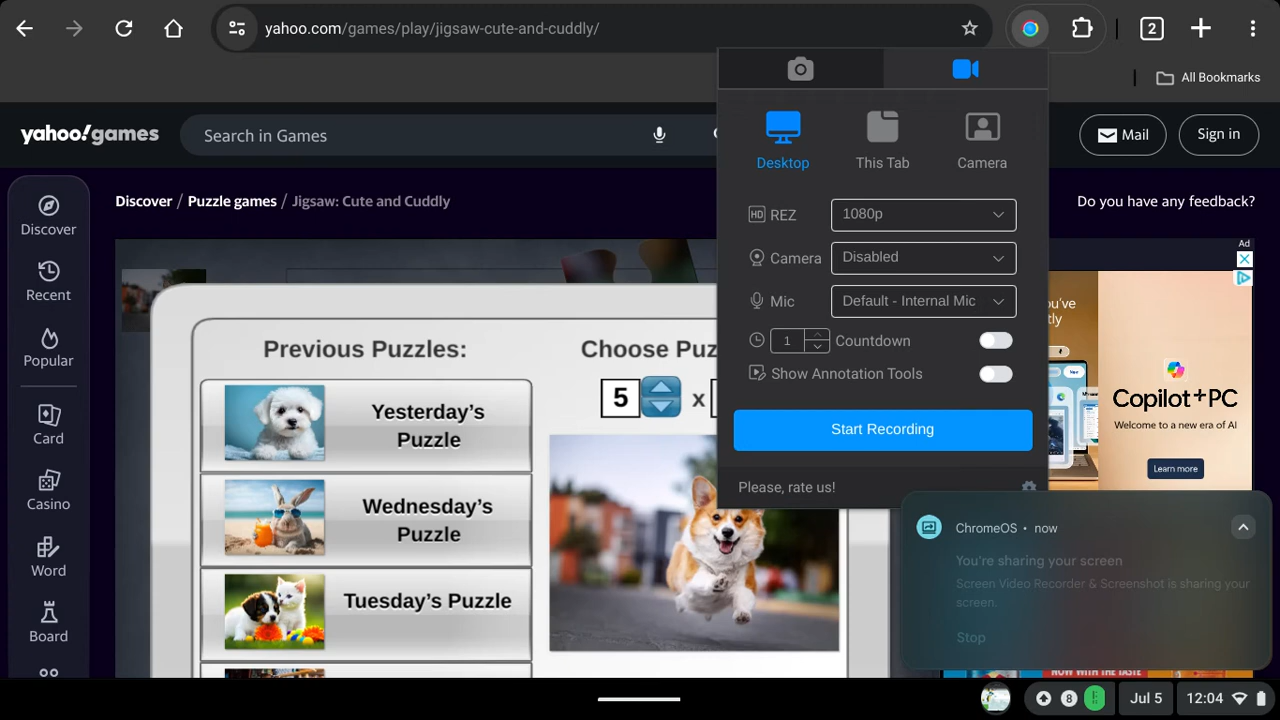 yahoo.com/games/play/jigsaw-cute-and-cuddly/
2
All Bookmarks
yahoo!games
Search in Games
Mail
Sign in
Desktop
This Tab
Camera
HD REZ 1080p
Camera Disabled
Mic Default - Internal Mic
1 Countdown
Show Annotation Tools
Start Recording
Please, rate us!
Discover
Recent
Popular
Card
Casino
Word
Board
Discover / Puzzle games / Jigsaw: Cute and Cuddly
Do you have any feedback?
Previous Puzzles:
Yesterday's
Puzzle
Wednesday's
Puzzle
Tuesday's Puzzle
Choose Puz
5 x
Ad
Copilot+PC
Welcome to a new era of AI
Learn more
ChromeOS • now
You're sharing your screen
Screen Video Recorder & Screenshot is sharing your
screen.
Stop
NOW WITH THE TASTE
8
Jul 5
12:04